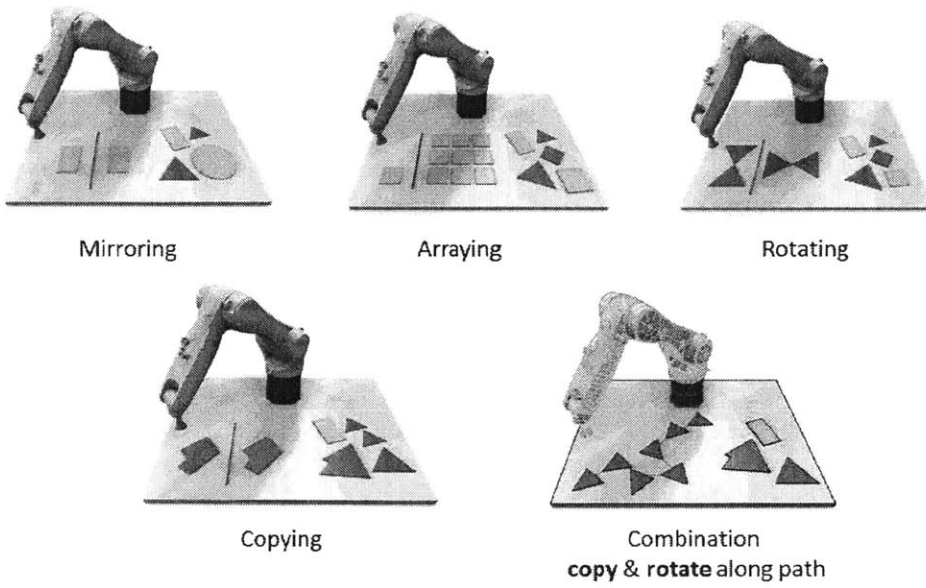 Mirroring
Arraying
Rotating
Copying
Combination
copy & rotate along path